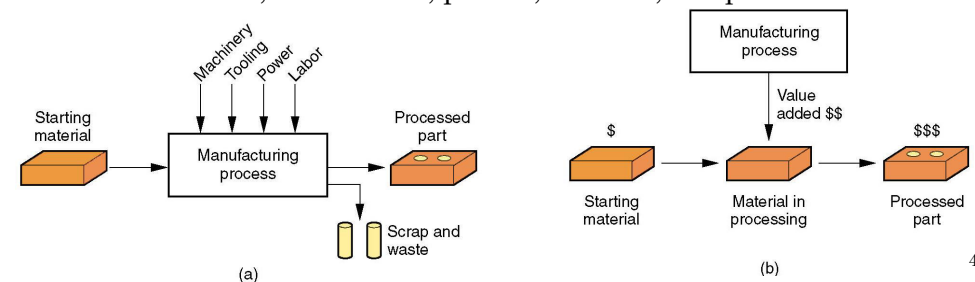 Machinery
Tooling
Power
Labor
Starting
material
Manufacturing
process
Processed
part
Scrap and
waste
(a)
Manufacturing
process
Value
added $$
$
$$$
Starting
material
Material in
processing
Processed
part
(b)
4